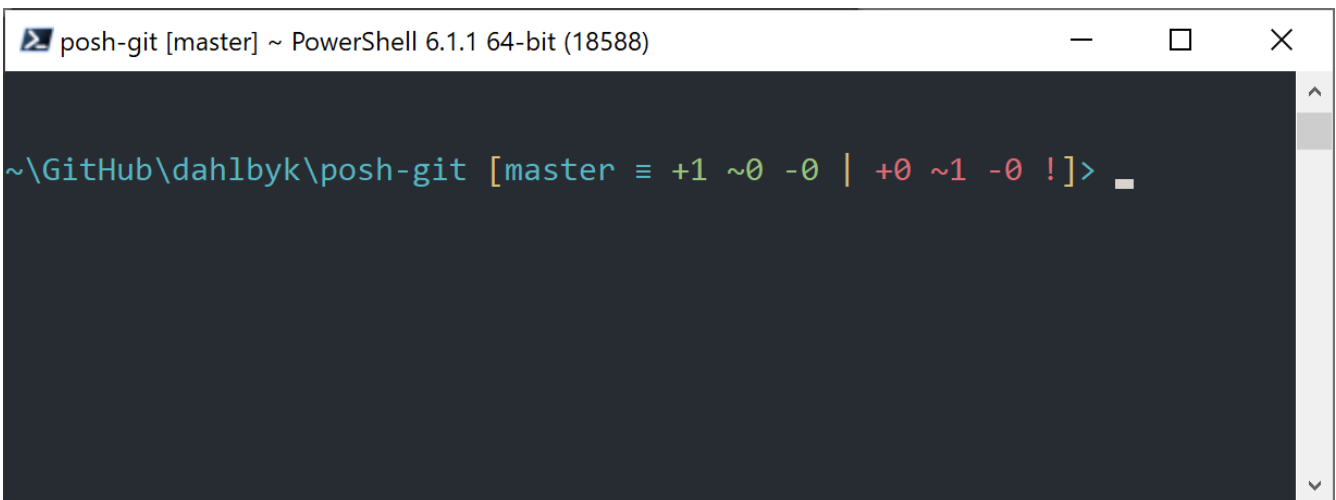 posh-git [master] ~ PowerShell 6.1.1 64-bit (18588)
~\GitHub\dahlbyk\posh-git [master ≡ +1 ~0 -0 | +0 ~1 -0 !]>